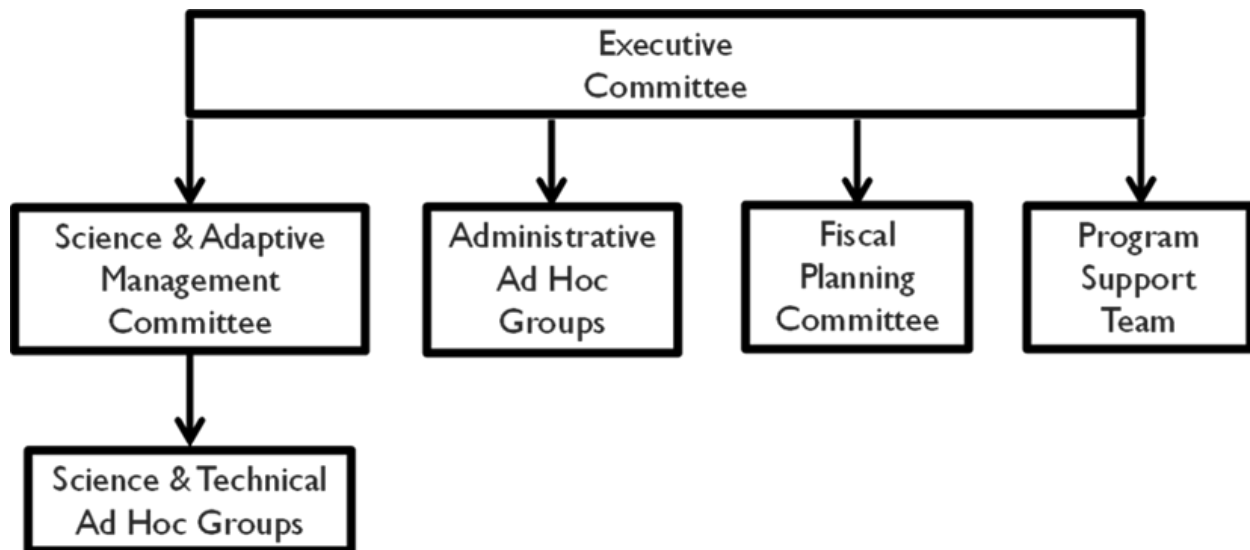 Executive
Committee
Science & Adaptive
Management
Committee
Administrative
Ad Hoc
Groups
Fiscal
Planning
Committee
Program
Support
Team
Science & Technical
Ad Hoc Groups